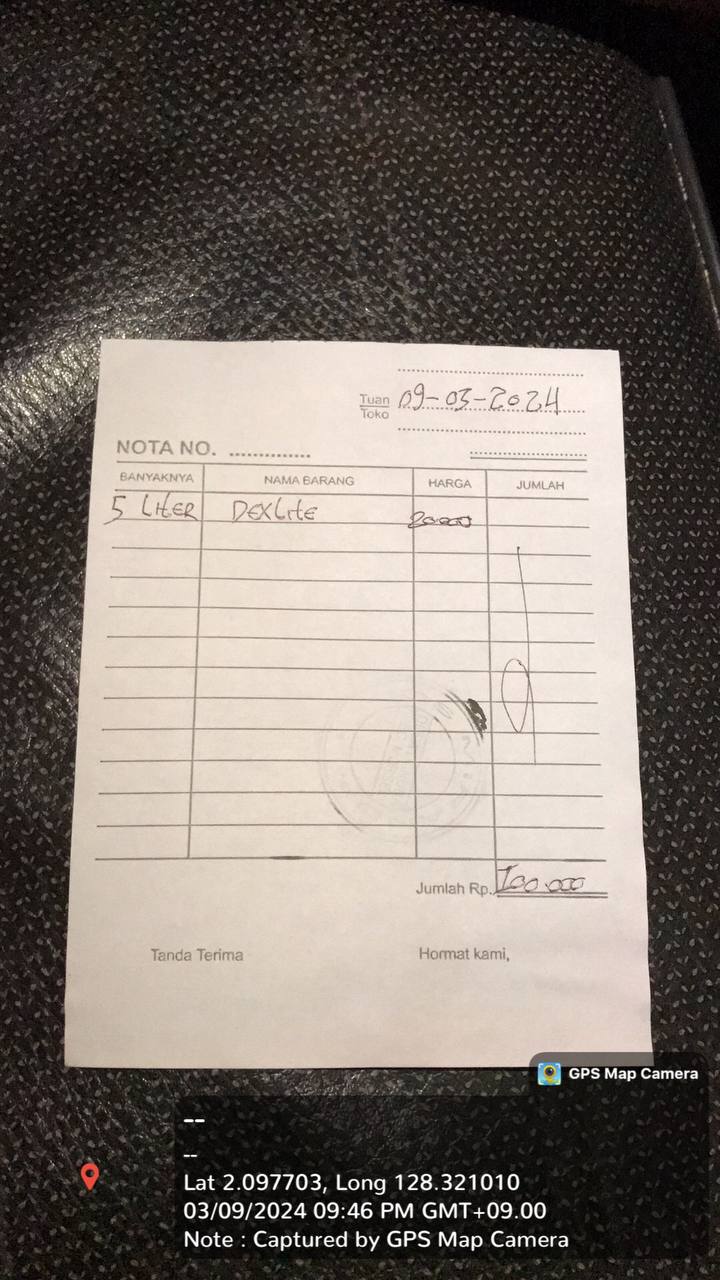 Tuan
Toko
09-03-2024
NOTA NO. ..............
BANYAKNYA NAMA BARANG HARGA JUMLAH
5 LITER DEXLITE 20.000
Jumlah Rp. 100.000
Tanda Terima Hormat kami,
GPS Map Camera
--
--
Lat 2.097703, Long 128.321010
03/09/2024 09:46 PM GMT+09.00
Note : Captured by GPS Map Camera